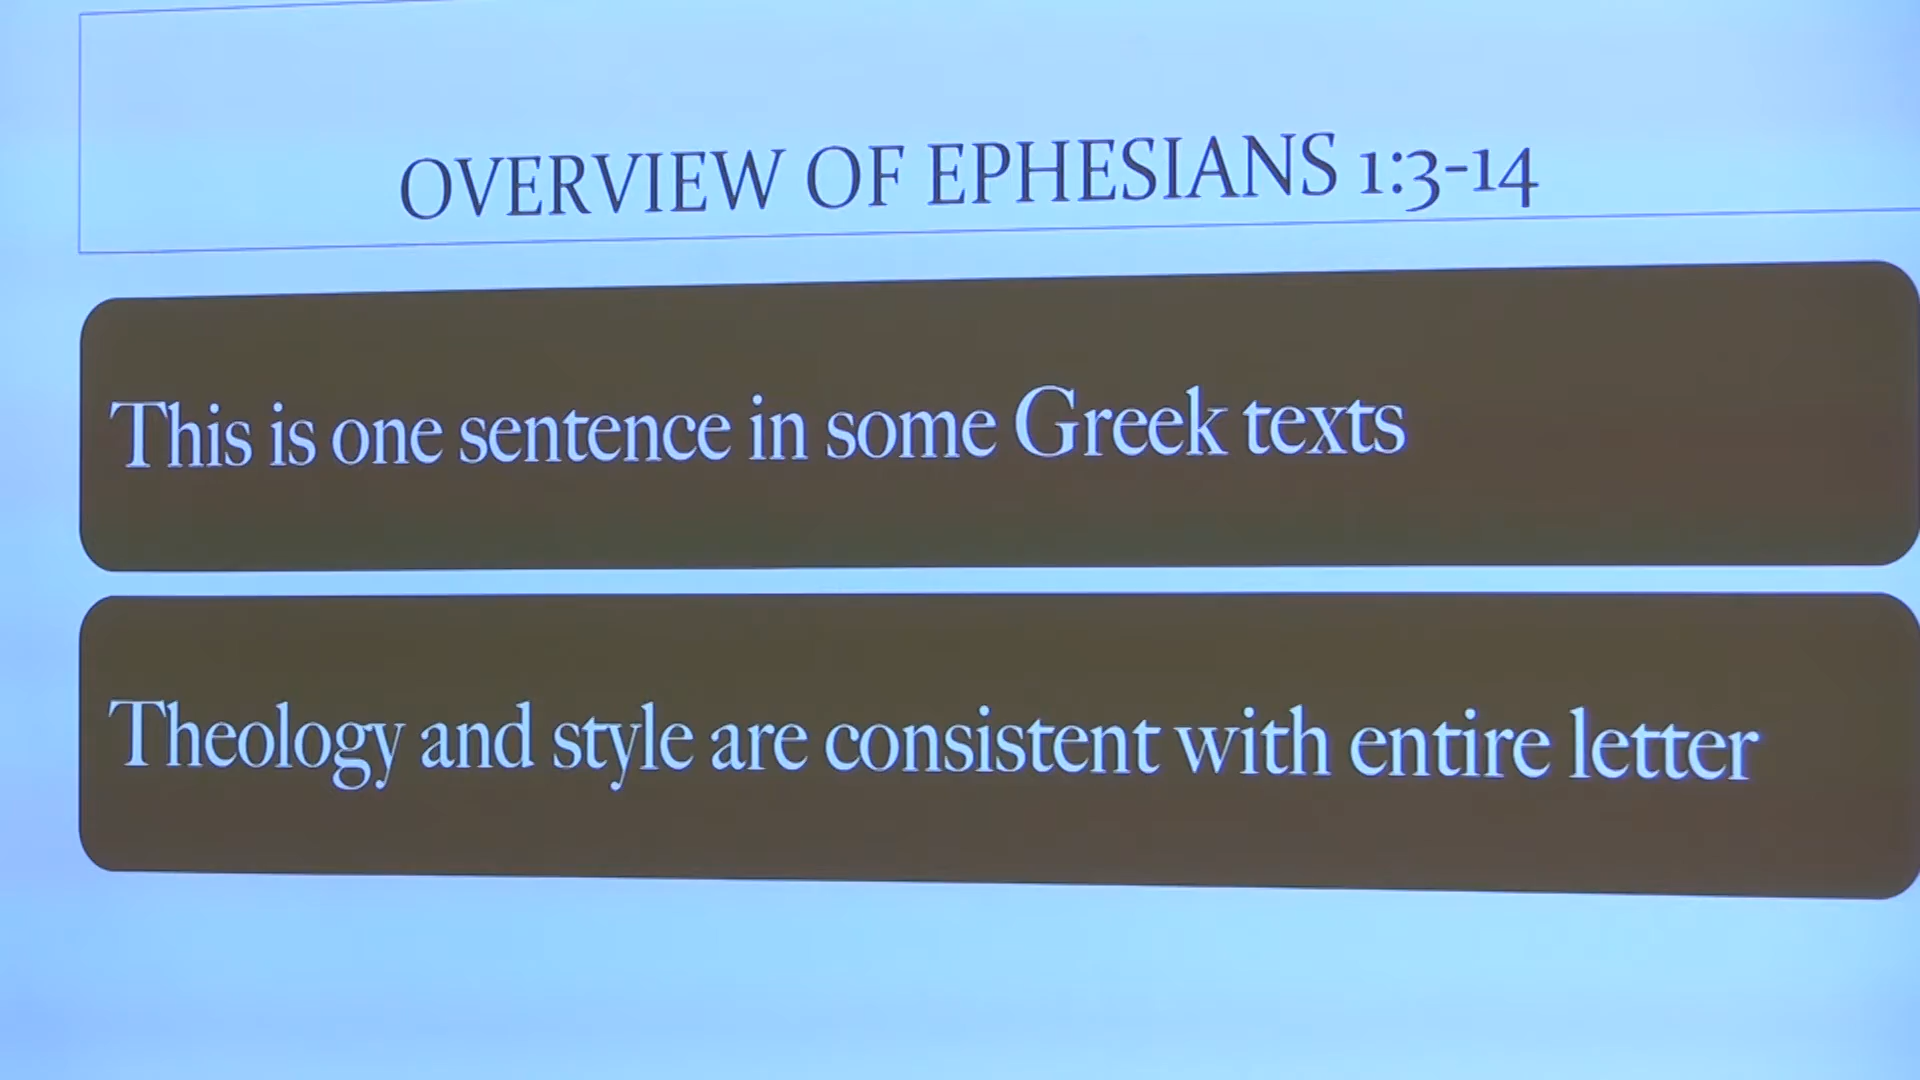 OVERVIEW OF EPHESIANS 1:3-14
This is one sentence in some Greek texts
Theology and style are consistent with entire letter